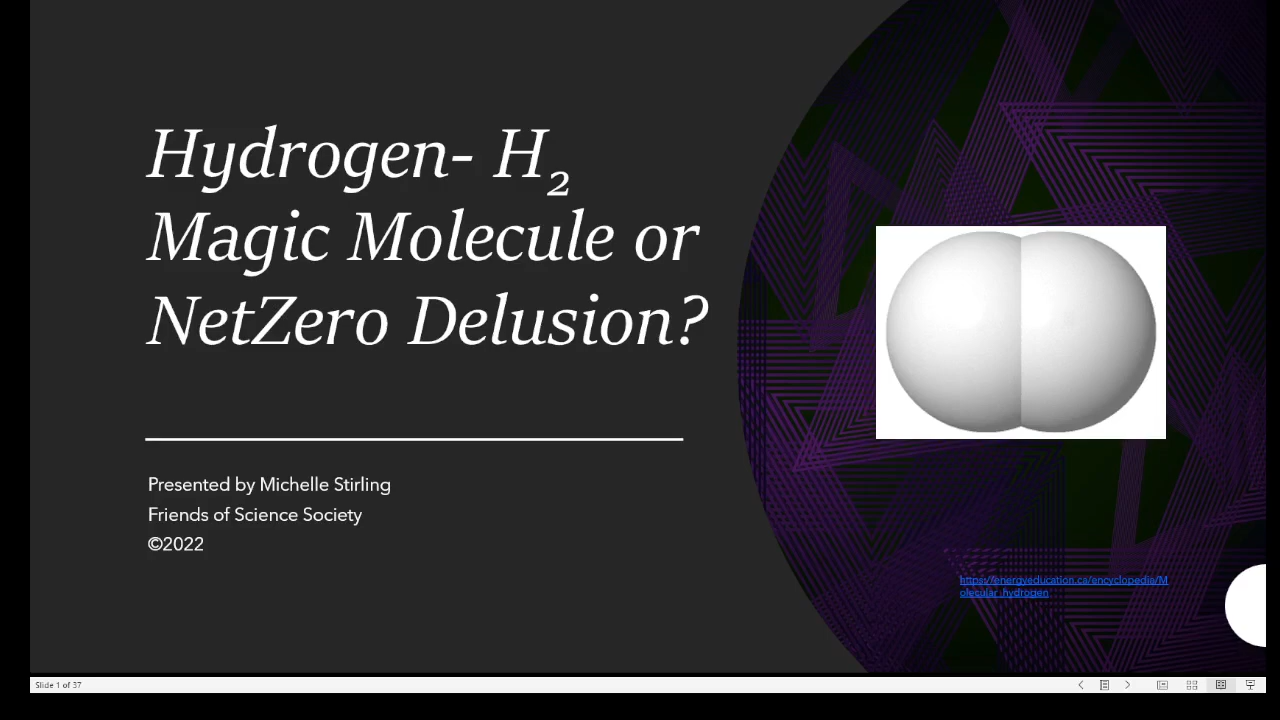 Hydrogen- H₂
Magic Molecule or
NetZero Delusion?
Presented by Michelle Stirling
Friends of Science Society
©2022
https://energyeducation.ca/encyclopedia/M
olecular_hydrogen
Slide 1 of 37